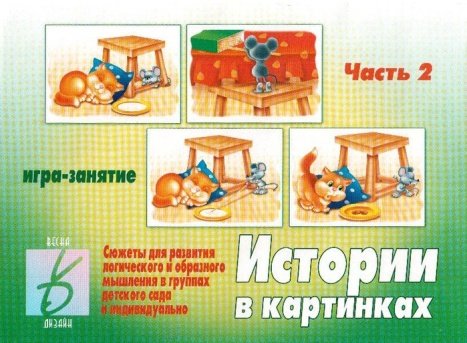 Часть 2
игра-занятие
ВЕСНА
ДИЗАЙН
Сюжеты для развития
логического и образного
мышления в группах
детского сада
и индивидуально
Истории
в картинках